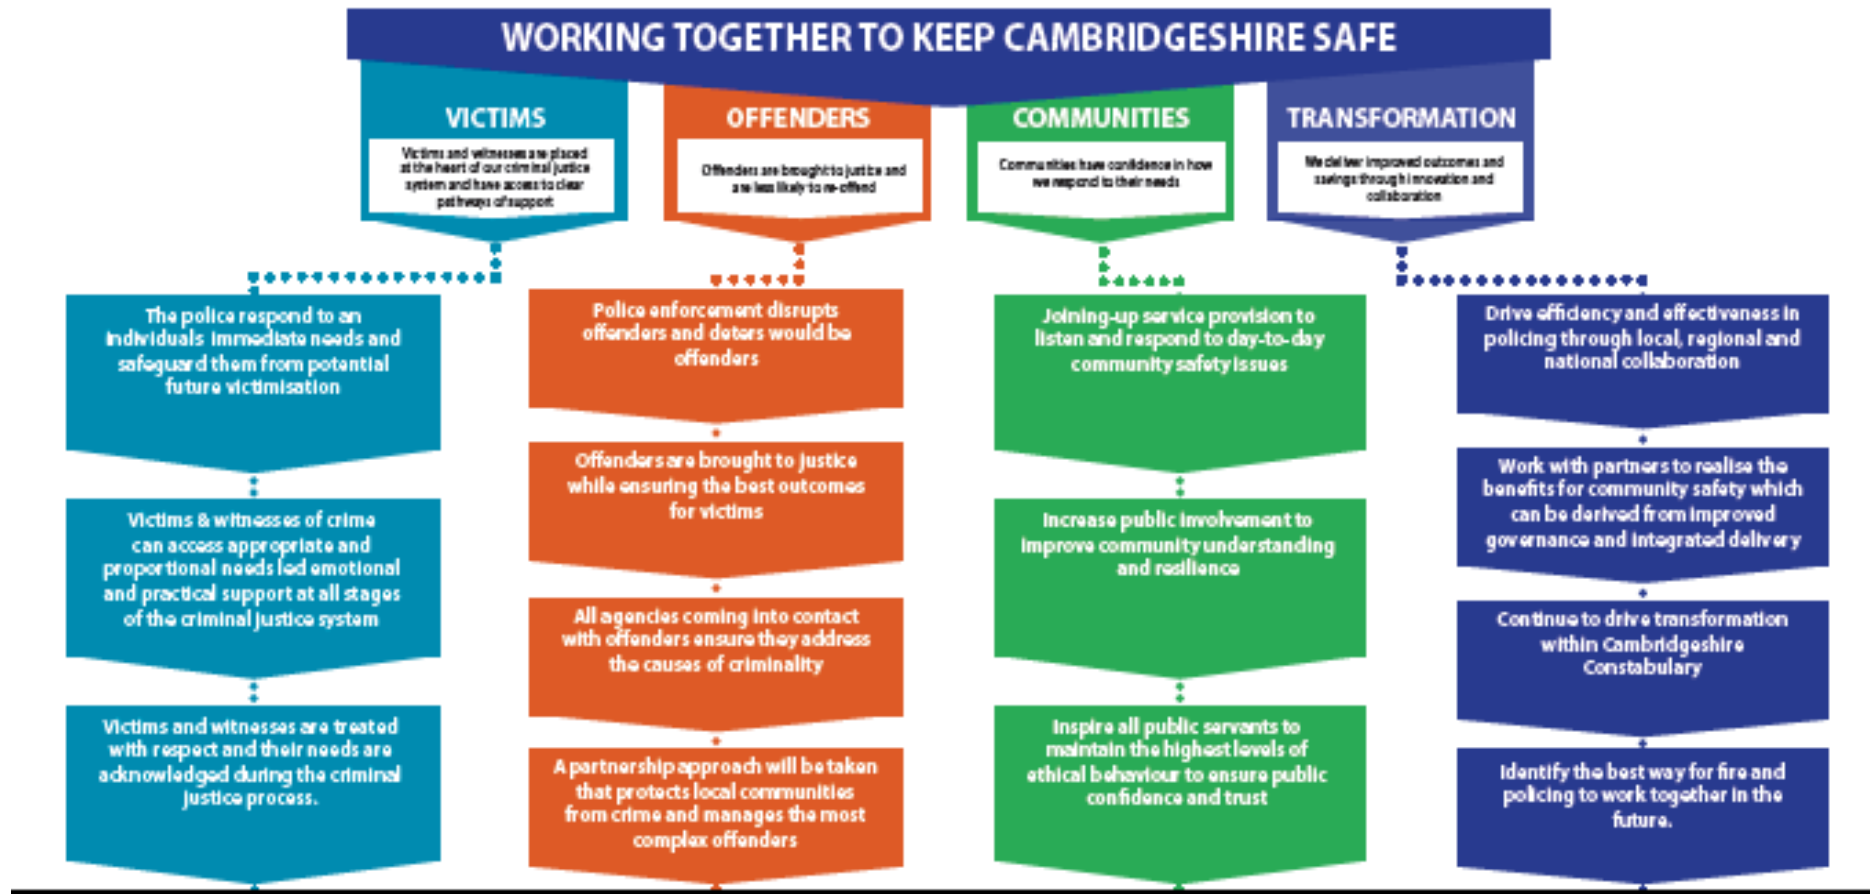 WORKING TOGETHER TO KEEP CAMBRIDGESHIRE SAFE
VICTIMS
Victims and witnesses are placed
at the heart of our criminal justice
system and have access to clear
pathways of support
OFFENDERS
Offenders are brought to justice and
are less likely to re-offend
COMMUNITIES
Communities have confidence in how
we respond to their needs
TRANSFORMATION
We deliver improved outcomes and
savings through innovation and
collaboration
The police respond to an
individuals immediate needs and
safeguard them from potential
future victimisation
Victims & witnesses of crime
can access appropriate and
proportional needs led emotional
and practical support at all stages
of the criminal justice system
Victims and witnesses are treated
with respect and their needs are
acknowledged during the criminal
justice process.
Police enforcement disrupts
offenders and deters would be
offenders
Offenders are brought to justice
while ensuring the best outcomes
for victims
All agencies coming into contact
with offenders ensure they address
the causes of criminality
A partnership approach will be taken
that protects local communities
from crime and manages the most
complex offenders
Joining-up service provision to
listen and respond to day-to-day
community safety issues
Increase public involvement to
improve community understanding
and resilience
Inspire all public servants to
maintain the highest levels of
ethical behaviour to ensure public
confidence and trust
Drive efficiency and effectiveness in
policing through local, regional and
national collaboration
Work with partners to realise the
benefits for community safety which
can be derived from improved
governance and integrated delivery
Continue to drive transformation
within Cambridgeshire
Constabulary
Identify the best way for fire and
policing to work together in the
future.